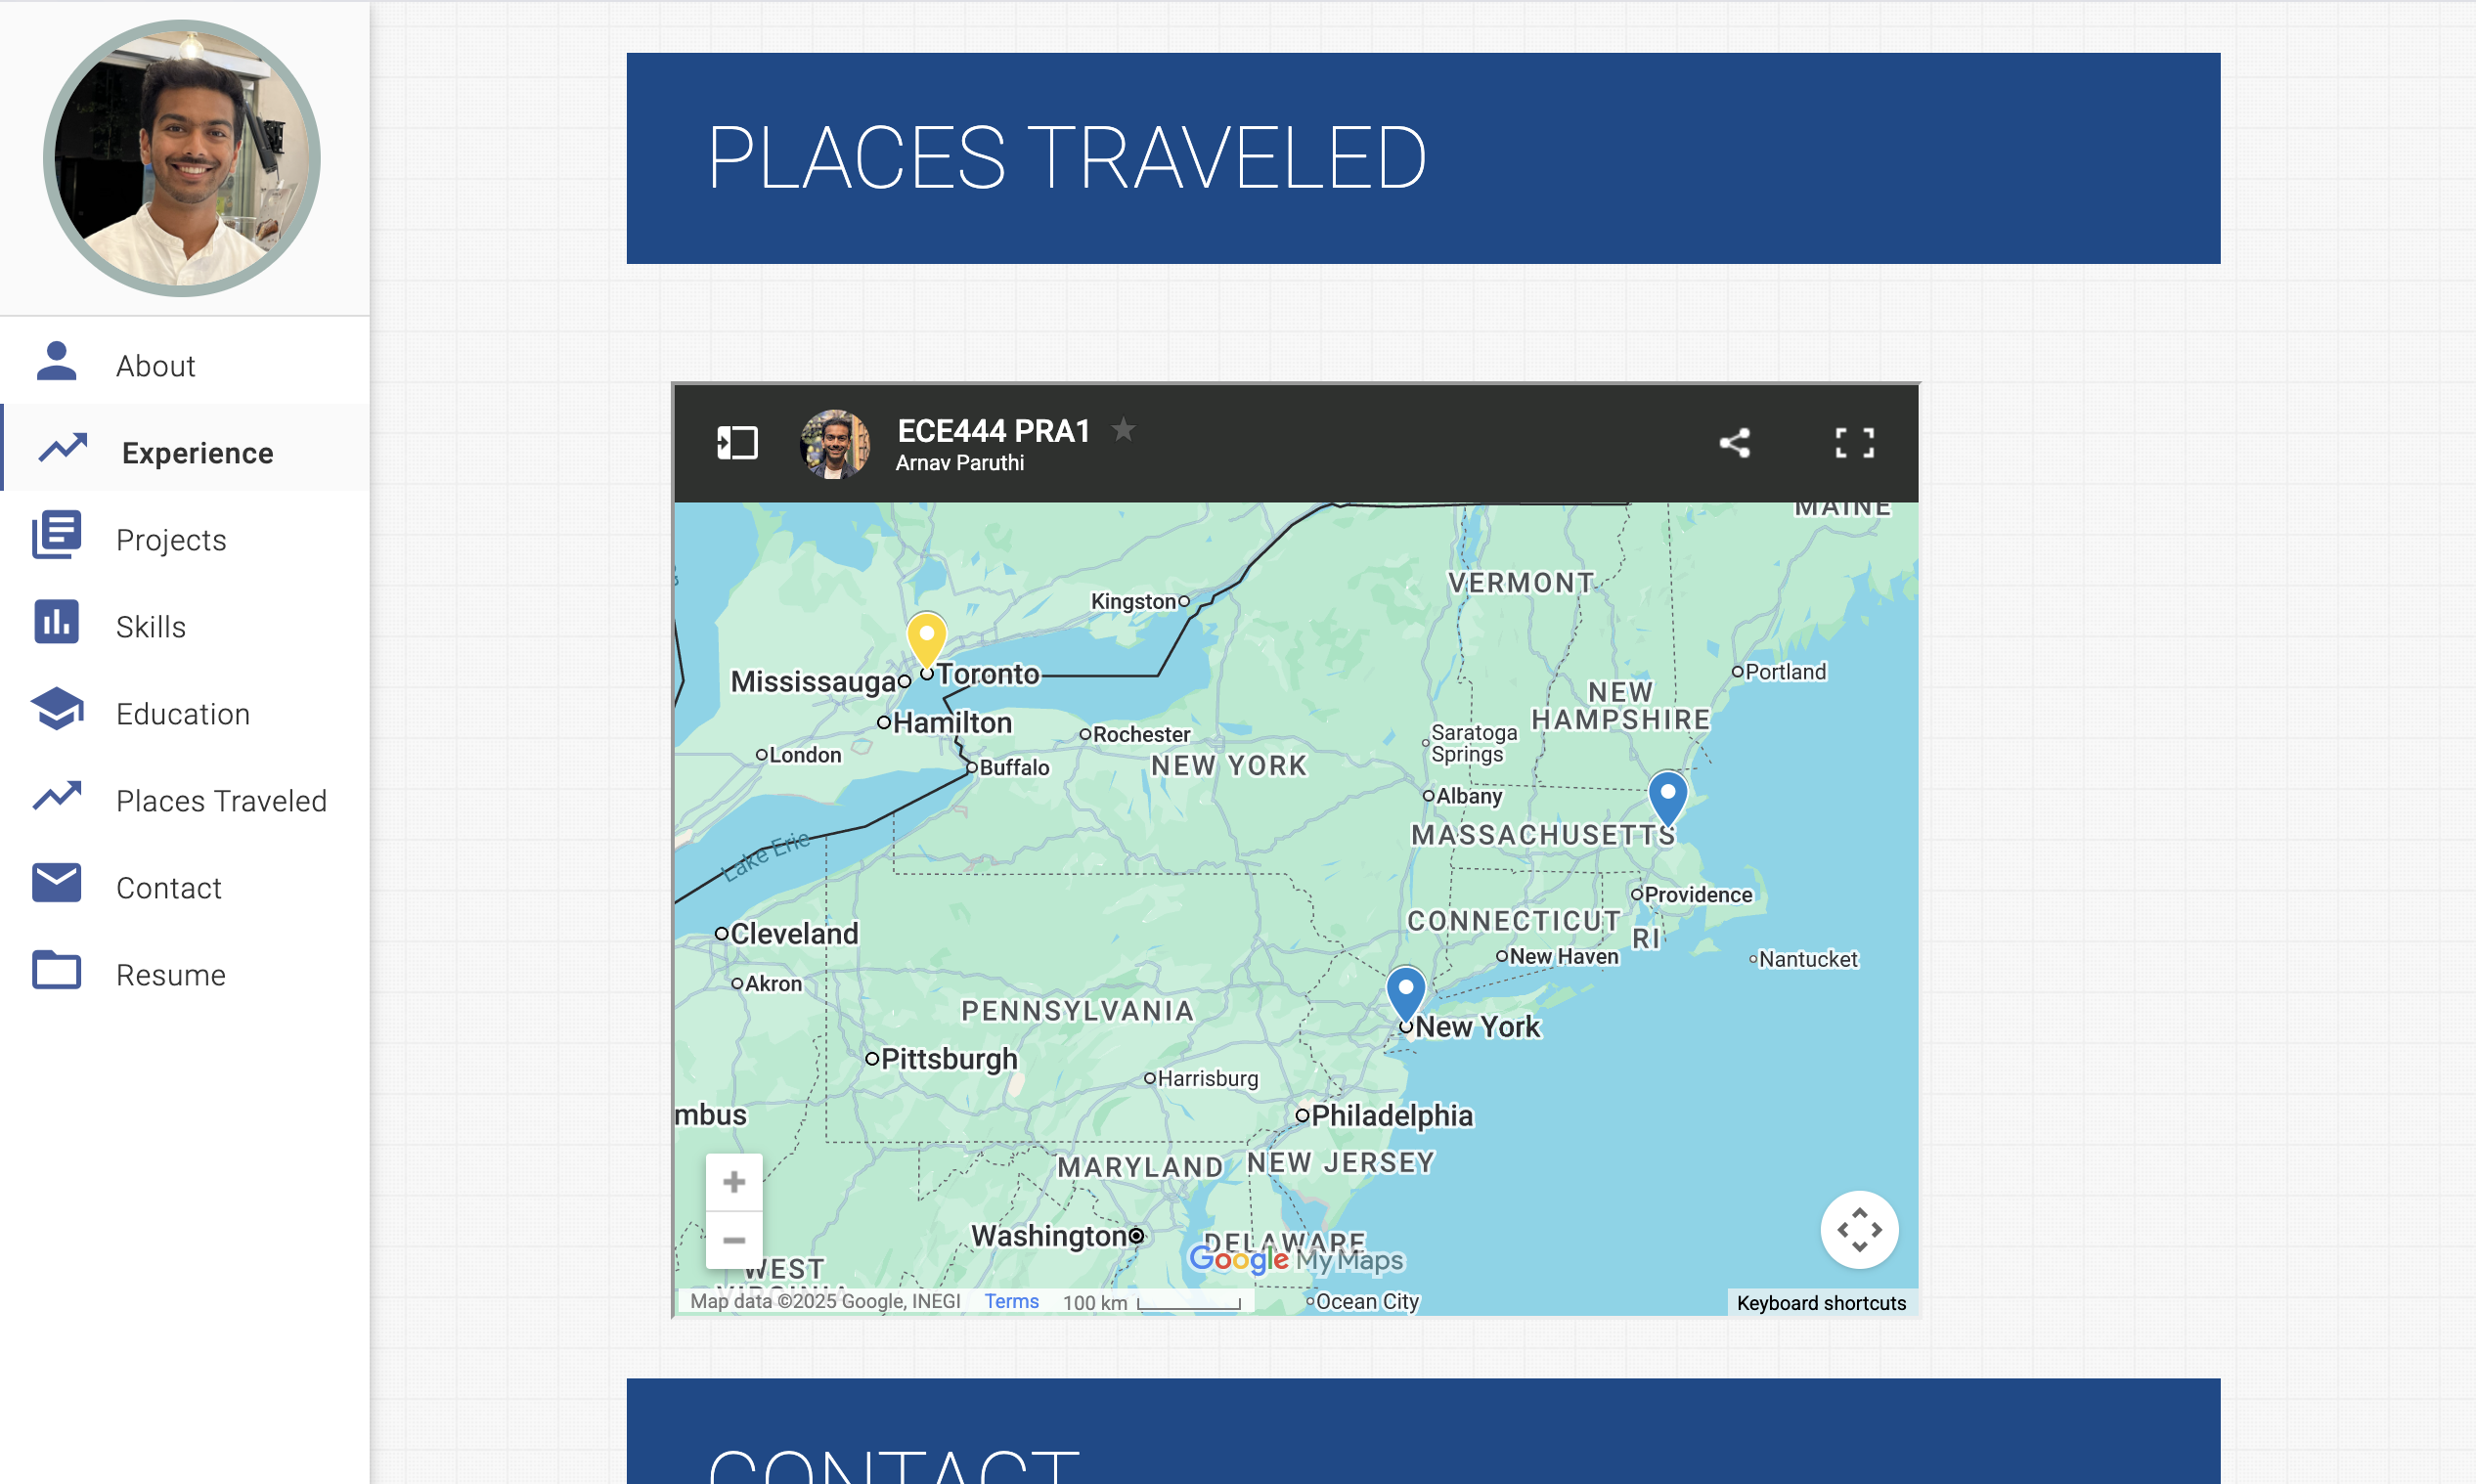 PLACES TRAVELED
About
Experience
Projects
Skills
Education
Places Traveled
Contact
Resume
ECE444 PRA1
Arnav Paruthi
MAINE
VERMONT
Kingston
Toronto
Mississauga
Portland
NEW
HAMPSHIRE
Hamilton
Rochester
Saratoga
Springs
London
Buffalo
NEW YORK
Albany
MASSACHUSETTS
Lake Erie
Providence
CONNECTICUT
RI
Cleveland
New Haven
Nantucket
Akron
PENNSYLVANIA
New York
Pittsburgh
Harrisburg
mbus
Philadelphia
MARYLAND
NEW JERSEY
Washington
DELAWARE
Google My Maps
WEST
VIRGINIA
Map data ©2025 Google, INEGI
Terms
100 km
Ocean City
Keyboard shortcuts
CONTACT